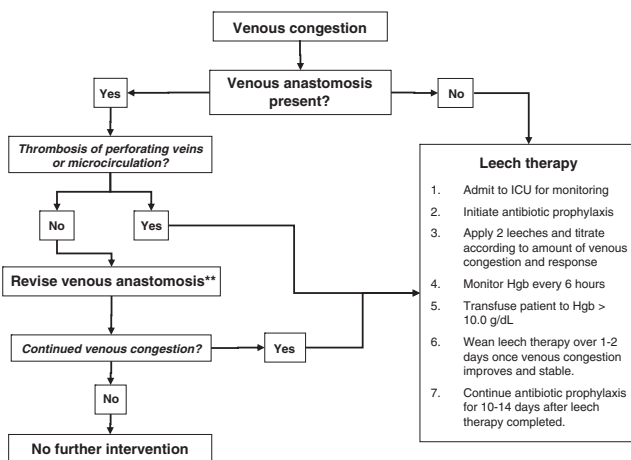 Venous congestion
Venous anastomosis
present?
Yes
No
Thrombosis of perforating veins
or microcirculation?
No
Yes
Revise venous anastomosis**
Continued venous congestion?
Yes
No
No further intervention
Leech therapy
1. Admit to ICU for monitoring
2. Initiate antibiotic prophylaxis
3. Apply 2 leeches and titrate
according to amount of venous
congestion and response
4. Monitor Hgb every 6 hours
5. Transfuse patient to Hgb >
10.0 g/dL
6. Wean leech therapy over 1-2
days once venous congestion
improves and stable.
7. Continue antibiotic prophylaxis
for 10-14 days after leech
therapy completed.